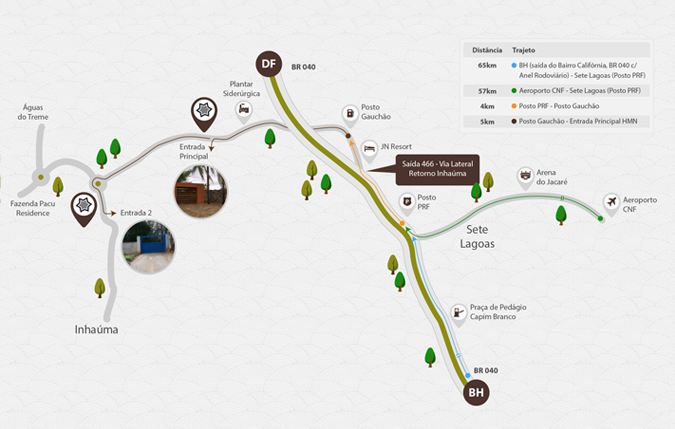 DF
BR 040
Distância Trajeto
65km BH (saída do Bairro Califórnia, BR 040 c/
Anel Rodoviário) - Sete Lagoas (Posto PRF)
57km Aeroporto CNF - Sete Lagoas (Posto PRF)
4km Posto PRF - Posto Gauchão
5km Posto Gauchão - Entrada Principal HMN
Plantar
Siderúrgica
Posto
Gauchão
Águas
do Treme
Entrada
Principal
JN Resort
Saída 466 - Via Lateral
Retorno Inhaúma
Arena
do Jacaré
Fazenda Pacu
Residence
Entrada 2
Posto
PRF
Aeroporto
CNF
Sete
Lagoas
Inhaúma
Praça de Pedágio
Capim Branco
BR 040
BH